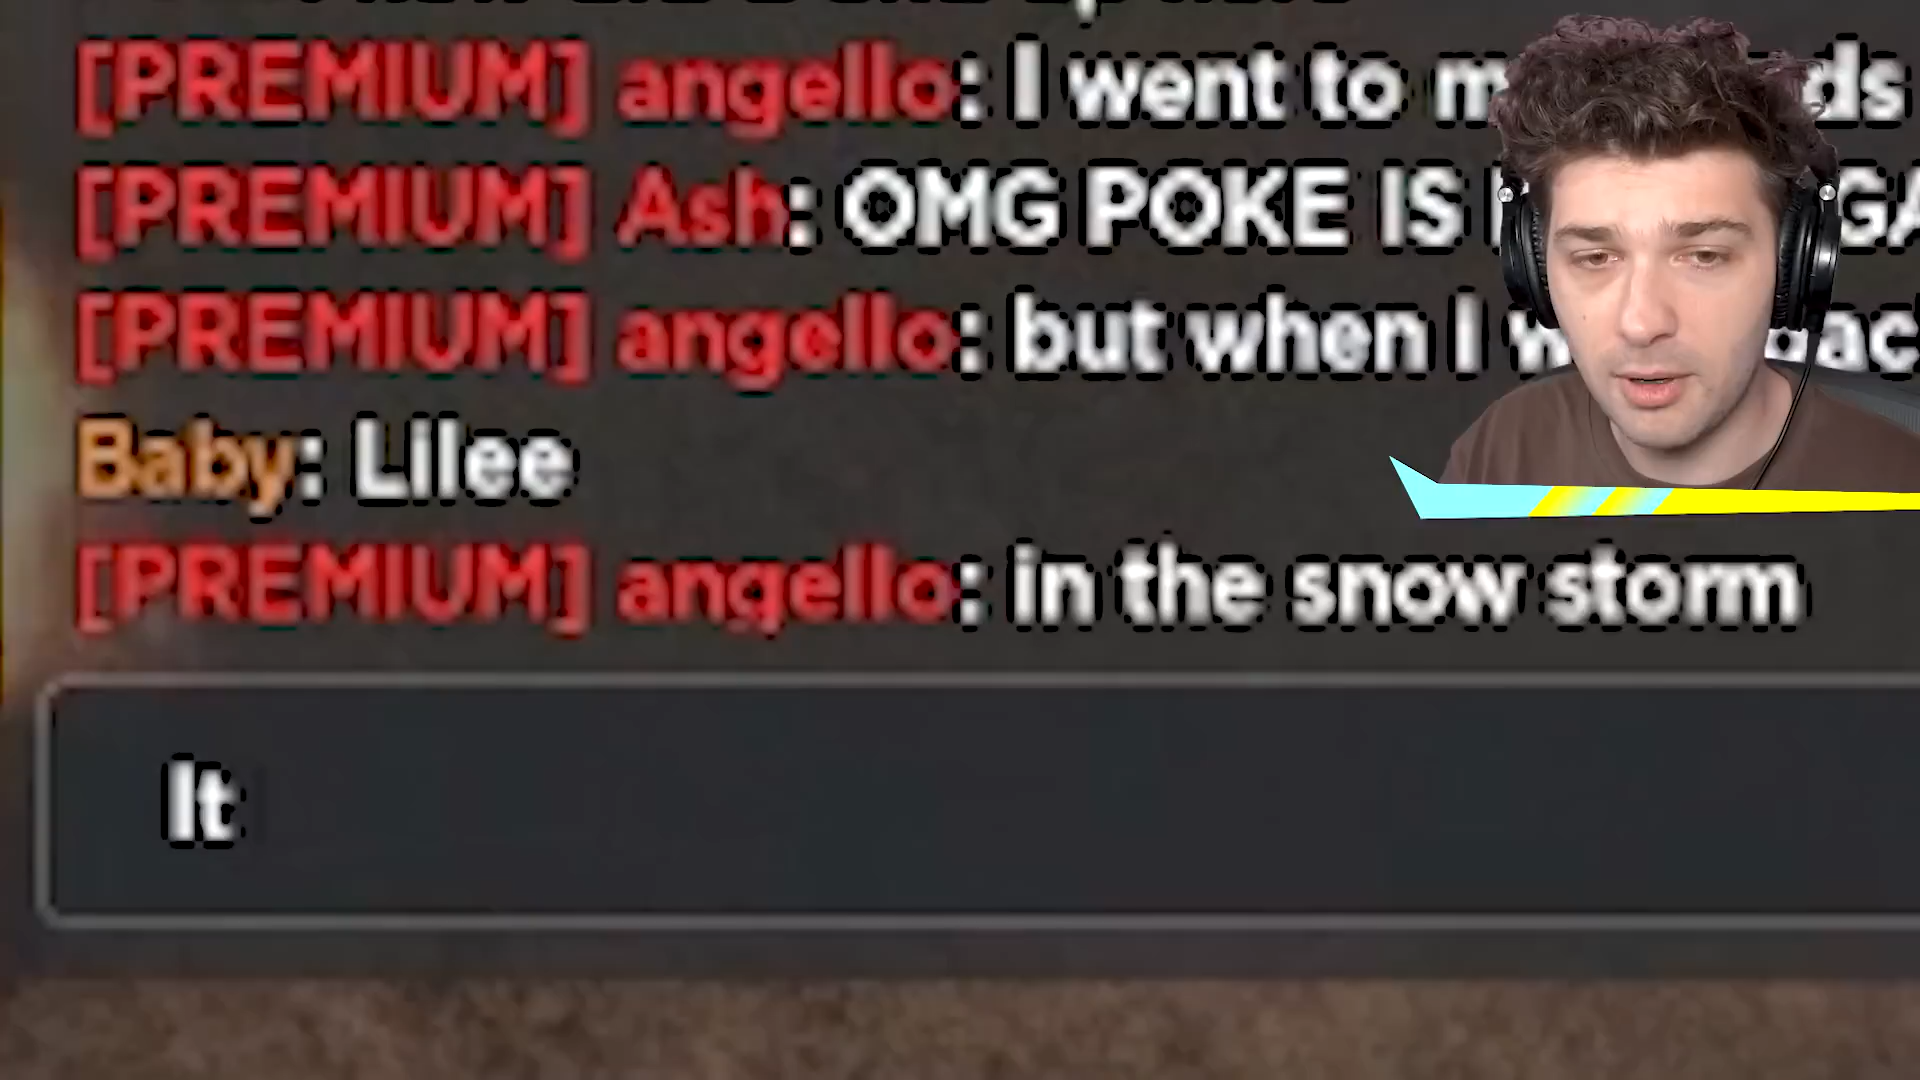 [PREMIUM] angello: I went to
[PREMIUM] Ash: OMG POKE IS
[PREMIUM] angello: but when I
Baby: Lilee
[PREMIUM] angello: in the snow storm
It